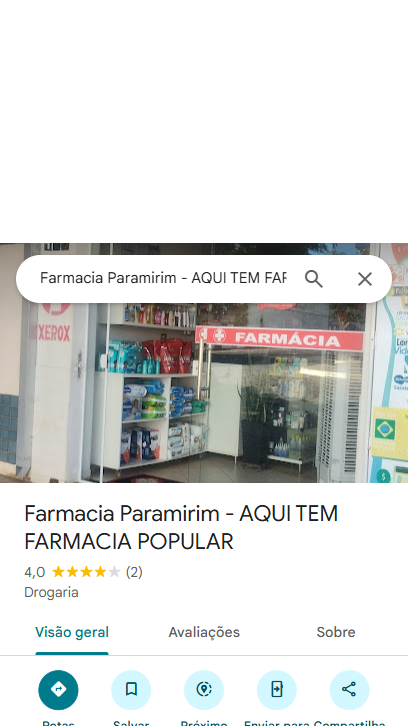 Farmacia Paramirim - AQUI TEM FAR
XEROX
FARMÁCIA
Farmacia Paramirim - AQUI TEM
FARMACIA POPULAR
4,0 (2)
Drogaria
Visão geral Avaliações Sobre
Rotas Salvar Próximo Enviar para Compartilha